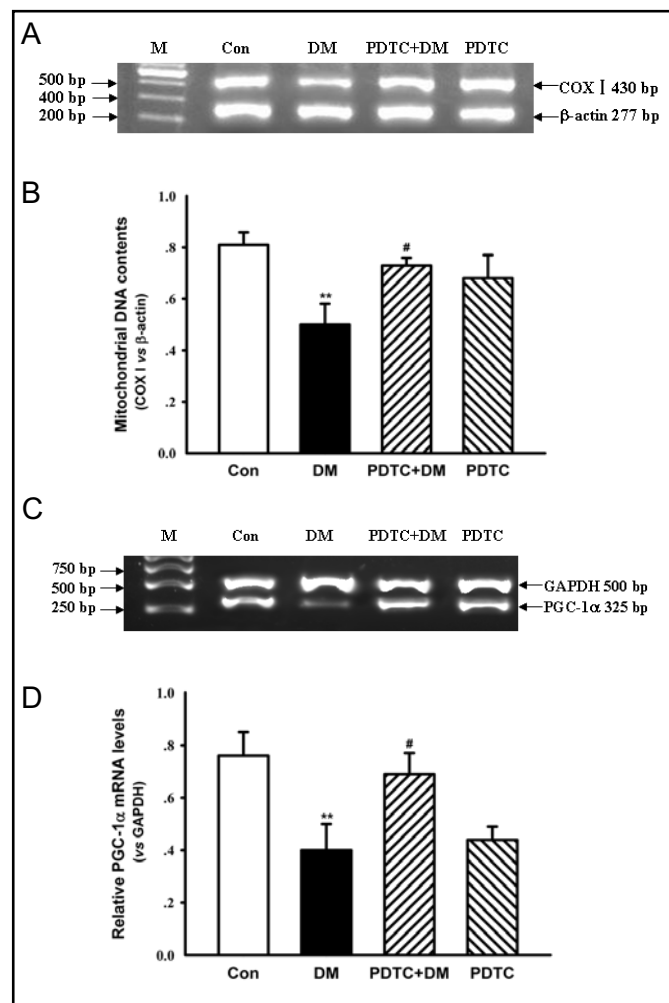 A
M Con DM PDTC+DM PDTC
500 bp
400 bp
200 bp
COX Ⅰ 430 bp
β-actin 277 bp
B
Mitochondrial DNA contents
(COX I vs β-actin)
1.0
.8
.6
.4
.2
0.0
**
#
Con DM PDTC+DM PDTC
C
M Con DM PDTC+DM PDTC
750 bp
500 bp
250 bp
GAPDH 500 bp
PGC-1α 325 bp
D
Relative PGC-1α mRNA levels
(vs GAPDH)
1.0
.8
.6
.4
.2
0.0
**
#
Con DM PDTC+DM PDTC